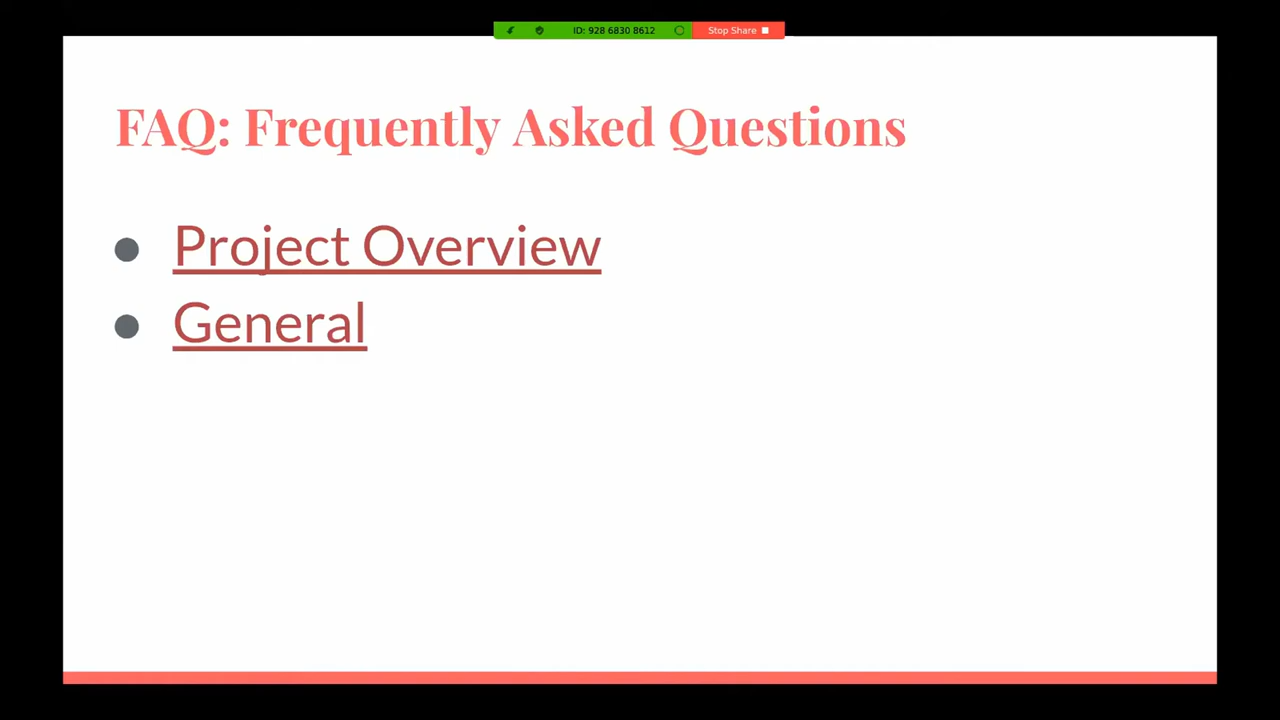 ID: 928 6830 8612 Stop Share
FAQ: Frequently Asked Questions
Project Overview
General